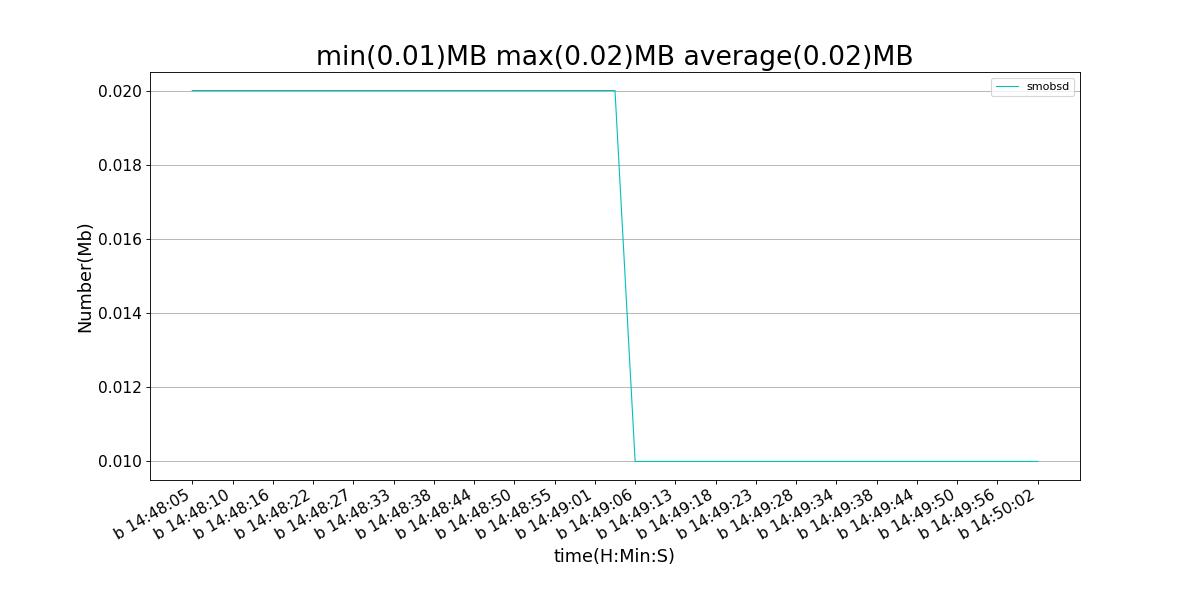 min(0.01)MB max(0.02)MB average(0.02)MB
smobsd
Number(Mb)
0.020
0.018
0.016
0.014
0.012
0.010
b 14:48:05
b 14:48:10
b 14:48:16
b 14:48:22
b 14:48:27
b 14:48:33
b 14:48:38
b 14:48:44
b 14:48:50
b 14:48:55
b 14:49:01
b 14:49:06
b 14:49:13
b 14:49:18
b 14:49:23
b 14:49:28
b 14:49:34
b 14:49:38
b 14:49:44
b 14:49:50
b 14:49:56
b 14:50:02
time(H:Min:S)